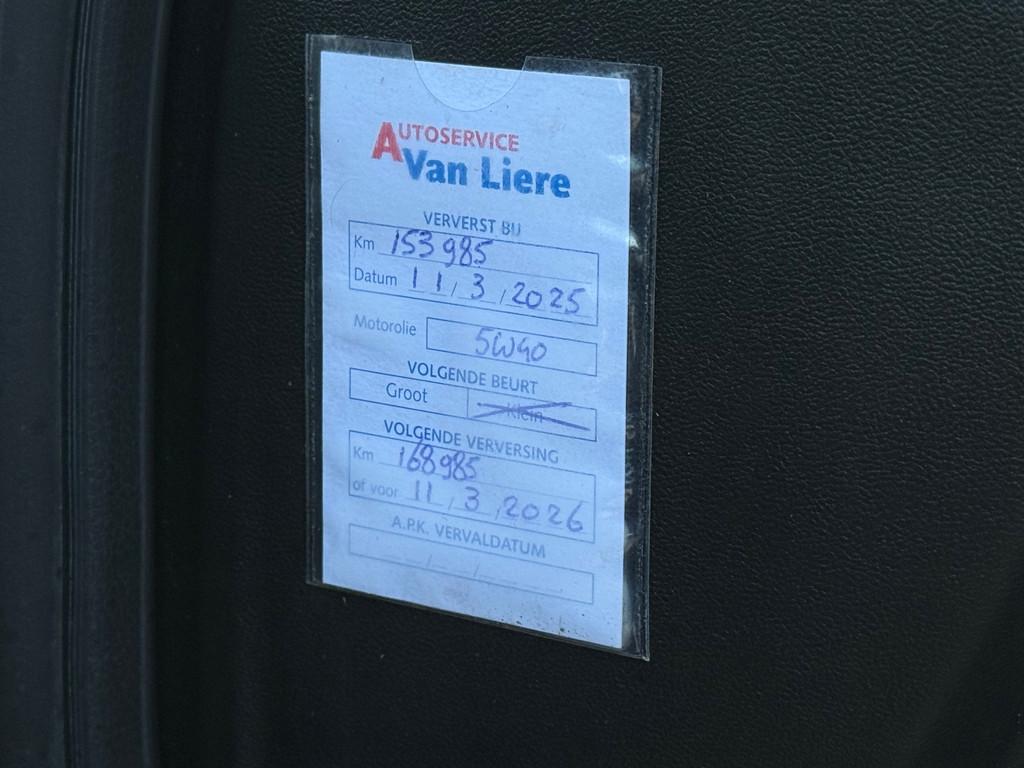 AUTOSERVICE
Van Liere
VERVERST BIJ
Km 153985
Datum 11/3/2025
Motorolie 5W40
VOLGENDE BEURT
Groot Klein
VOLGENDE VERVERSING
Km 168985
of voor 11/3/2026
A.P.K. VERVALDATUM